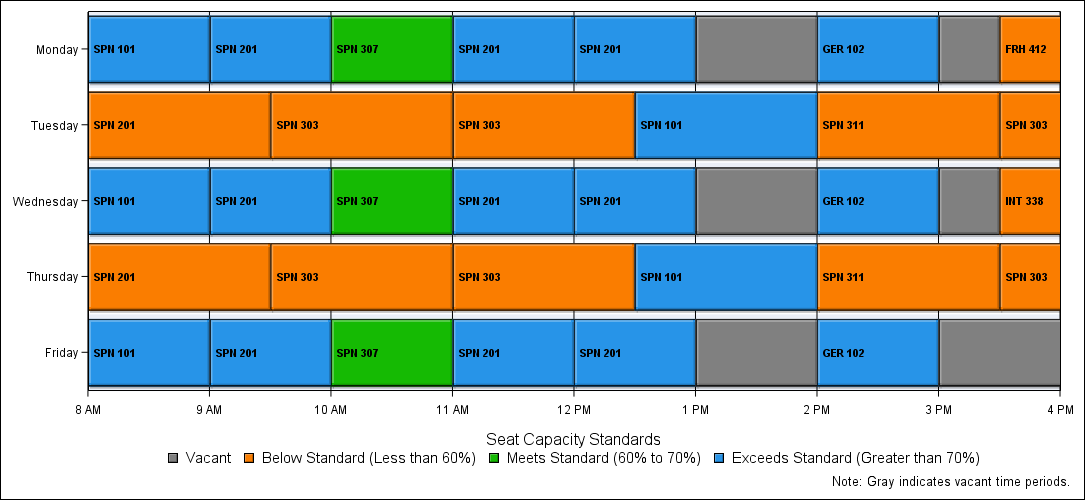 Monday SPN 101 SPN 201 SPN 307 SPN 201 SPN 201 GER 102 FRH 412
Tuesday SPN 201 SPN 303 SPN 303 SPN 101 SPN 311 SPN 303
Wednesday SPN 101 SPN 201 SPN 307 SPN 201 SPN 201 GER 102 INT 338
Thursday SPN 201 SPN 303 SPN 303 SPN 101 SPN 311 SPN 303
Friday SPN 101 SPN 201 SPN 307 SPN 201 SPN 201 GER 102
8 AM 9 AM 10 AM 11 AM 12 PM 1 PM 2 PM 3 PM 4 PM
Seat Capacity Standards
Vacant Below Standard (Less than 60%) Meets Standard (60% to 70%) Exceeds Standard (Greater than 70%)
Note: Gray indicates vacant time periods.